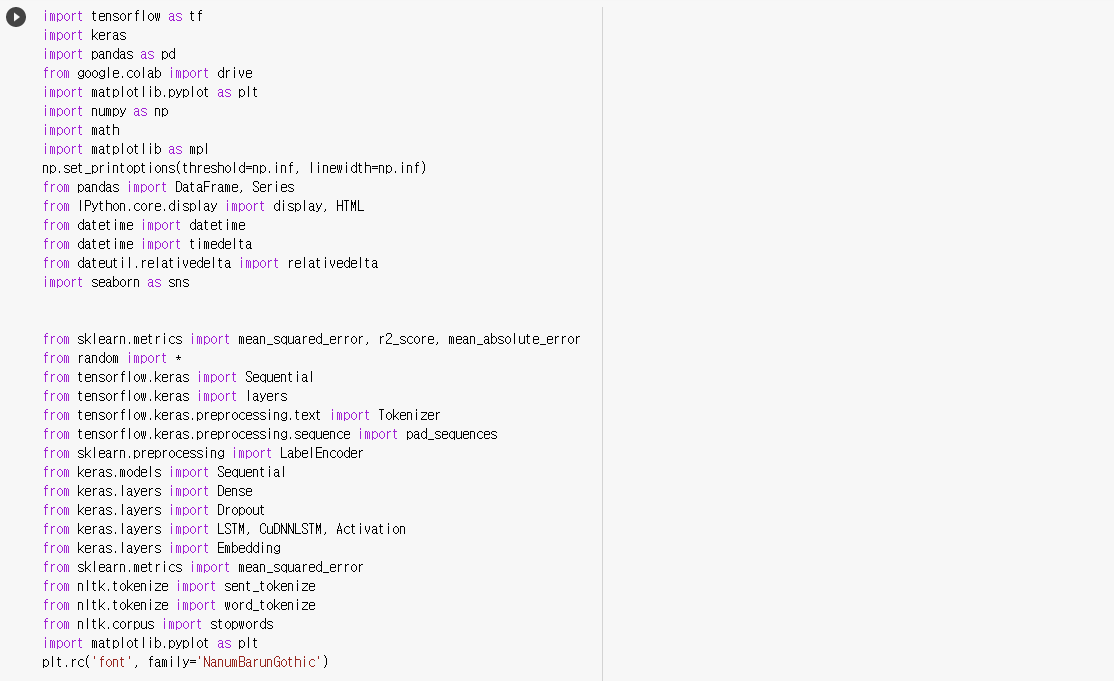 import tensorflow as tf
import keras
import pandas as pd
from google.colab import drive
import matplotlib.pyplot as plt
import numpy as np
import math
import matplotlib as mpl
np.set_printoptions(threshold=np.inf, linewidth=np.inf)
from pandas import DataFrame, Series
from IPython.core.display import display, HTML
from datetime import datetime
from datetime import timedelta
from dateutil.relativedelta import relativedelta
import seaborn as sns
from sklearn.metrics import mean_squared_error, r2_score, mean_absolute_error
from random import *
from tensorflow.keras import Sequential
from tensorflow.keras import layers
from tensorflow.keras.preprocessing.text import Tokenizer
from tensorflow.keras.preprocessing.sequence import pad_sequences
from sklearn.preprocessing import LabelEncoder
from keras.models import Sequential
from keras.layers import Dense
from keras.layers import Dropout
from keras.layers import LSTM, CuDNNLSTM, Activation
from keras.layers import Embedding
from sklearn.metrics import mean_squared_error
from nltk.tokenize import sent_tokenize
from nltk.tokenize import word_tokenize
from nltk.corpus import stopwords
import matplotlib.pyplot as plt
plt.rc('font', family='NanumBarunGothic')